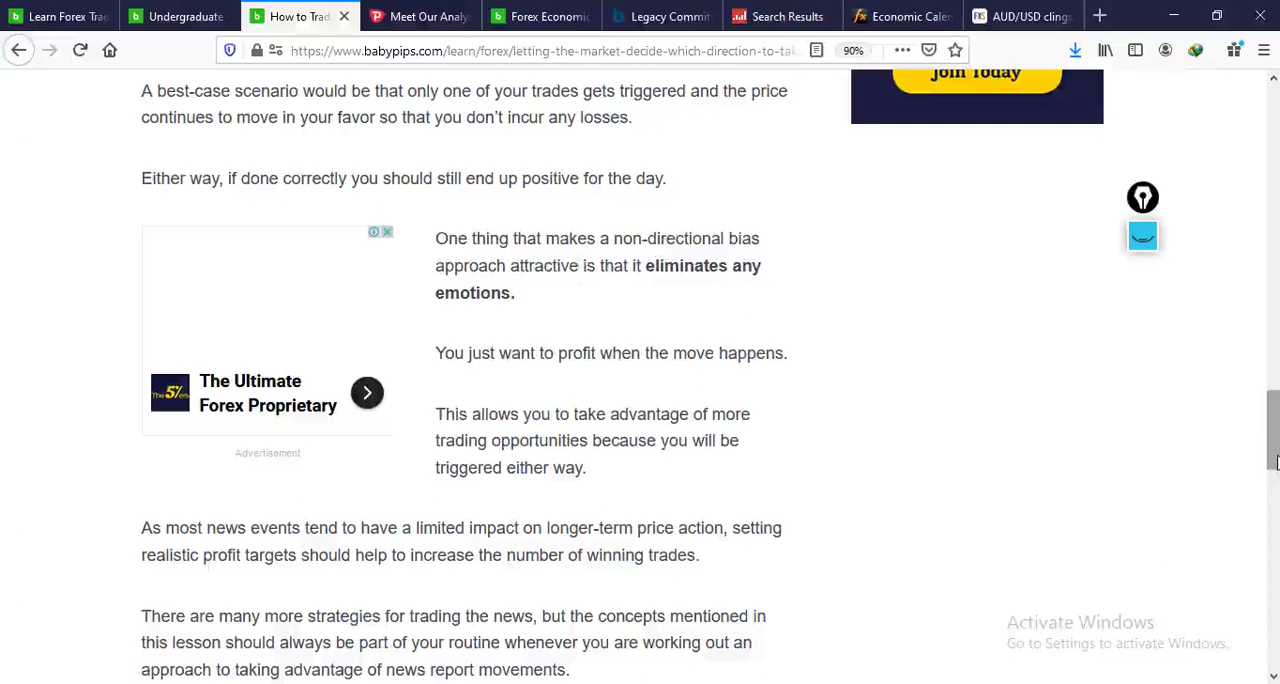 Learn Forex Trad
Undergraduate
How to Trad
Meet Our Analy
Forex Economic
Legacy Commit
Search Results
Economic Calen
AUD/USD clings
https://www.babypips.com/learn/forex/letting-the-market-decide-which-direction-to-tak
90%
Join Today
A best-case scenario would be that only one of your trades gets triggered and the price
continues to move in your favor so that you don't incur any losses.
Either way, if done correctly you should still end up positive for the day.
One thing that makes a non-directional bias
approach attractive is that it eliminates any
emotions.
You just want to profit when the move happens.
The 5%ers
The Ultimate
Forex Proprietary
This allows you to take advantage of more
trading opportunities because you will be
triggered either way.
Advertisement
As most news events tend to have a limited impact on longer-term price action, setting
realistic profit targets should help to increase the number of winning trades.
There are many more strategies for trading the news, but the concepts mentioned in
this lesson should always be part of your routine whenever you are working out an
approach to taking advantage of news report movements.
Activate Windows
Go to Settings to activate Windows.